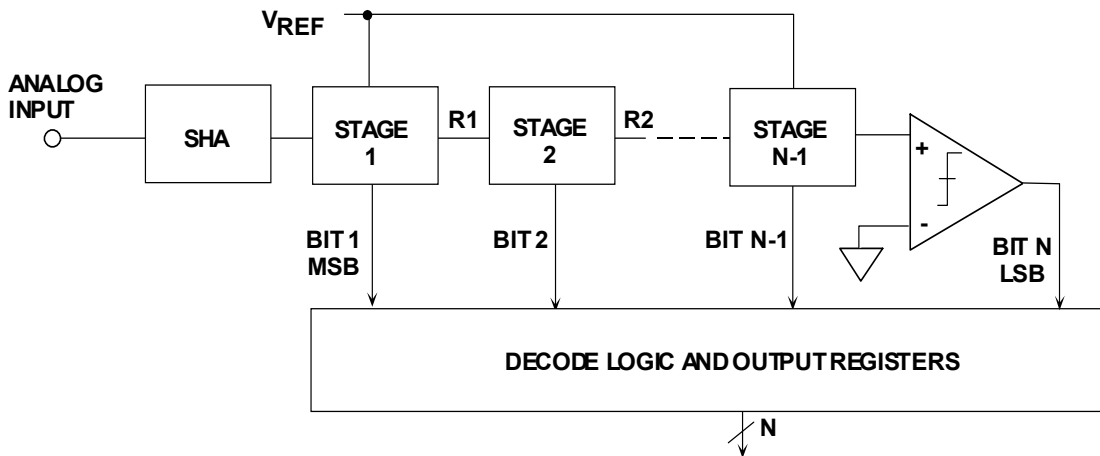 VREF
ANALOG
INPUT
SHA
STAGE
1
R1
STAGE
2
R2
STAGE
N-1
+
-
BIT 1
MSB
BIT 2
BIT N-1
BIT N
LSB
DECODE LOGIC AND OUTPUT REGISTERS
N